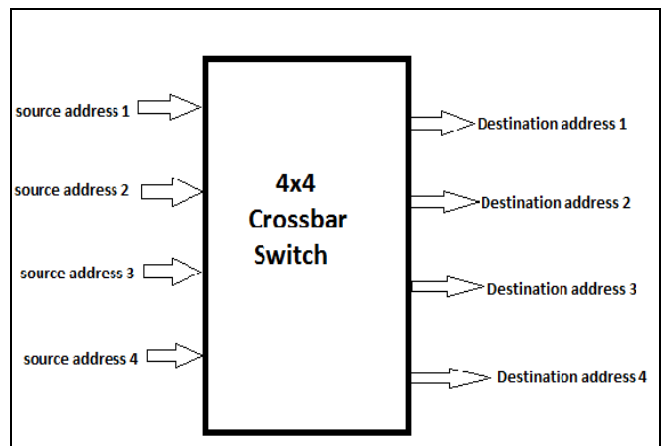 source address 1
source address 2
source address 3
source address 4
4x4
Crossbar
Switch
Destination address 1
Destination address 2
Destination address 3
Destination address 4